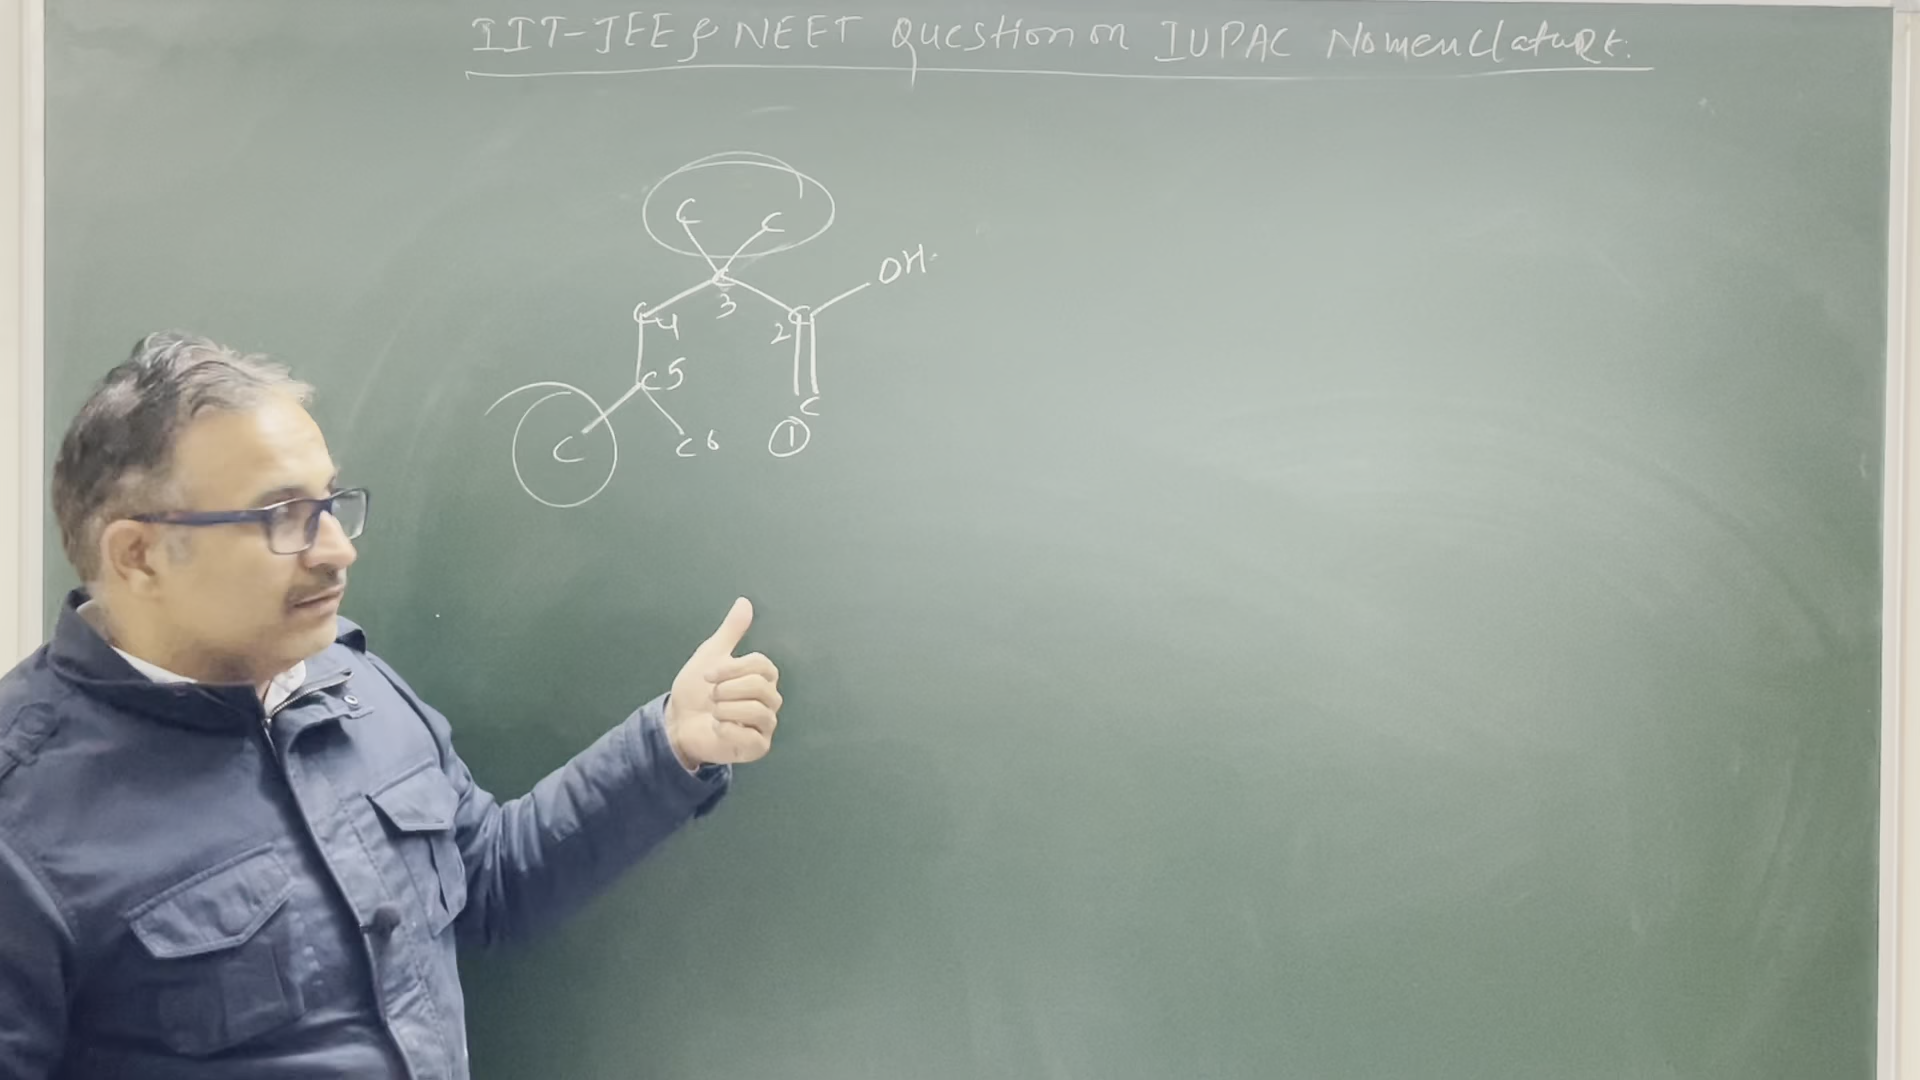 IIT-JEE & NEET Question on IUPAC Nomenclature.
C C
C OH
3
C4 2 C
C5
C
C C6 ①